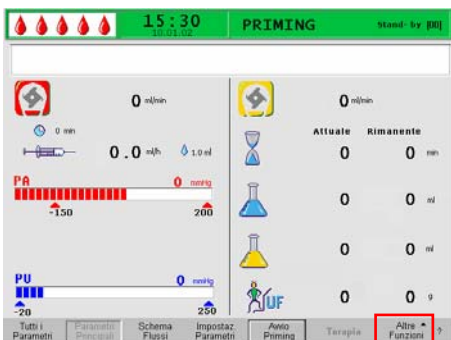 15:30 PRIMING Stand-by [00]
10.01.02
0 ml/min 0 ml/min
0 min Attuale Rimanente
0.0 ml/h 1.0 ml 0 0 min
PA 0 mmHg
-150 200 0 0 ml
0 0 ml
PU 0 mmHg
-20 250 UF 0 0 g
Tutti i Parametri Schema Impostaz. Avvio Altre
Parametri Principali Flussi Parametri Priming Terapia Funzioni ?